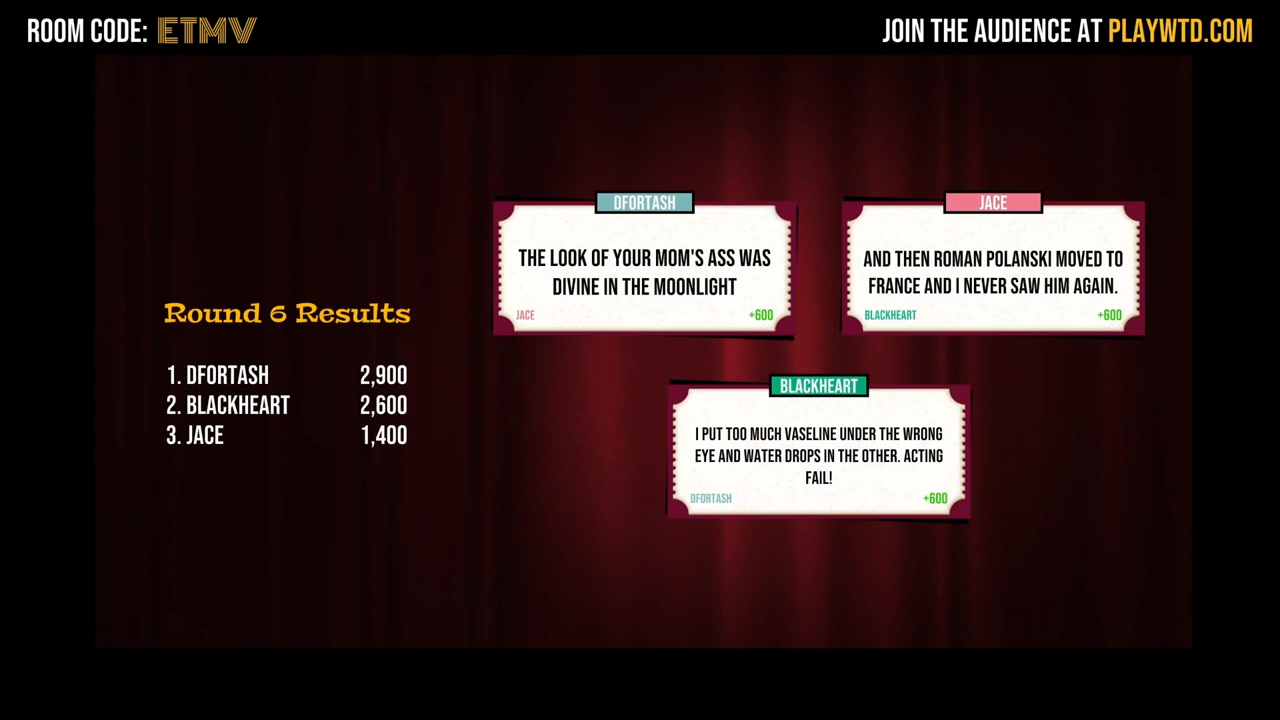 ROOM CODE: ETMV
JOIN THE AUDIENCE AT PLAYWTD.COM
Round 6 Results
1. DFORTASH 2,900
2. BLACKHEART 2,600
3. JACE 1,400
DFORTASH
THE LOOK OF YOUR MOM'S ASS WAS
DIVINE IN THE MOONLIGHT
JACE +600
JACE
AND THEN ROMAN POLANSKI MOVED TO
FRANCE AND I NEVER SAW HIM AGAIN.
BLACKHEART +600
BLACKHEART
I PUT TOO MUCH VASELINE UNDER THE WRONG
EYE AND WATER DROPS IN THE OTHER. ACTING
FAIL!
DFORTASH +600